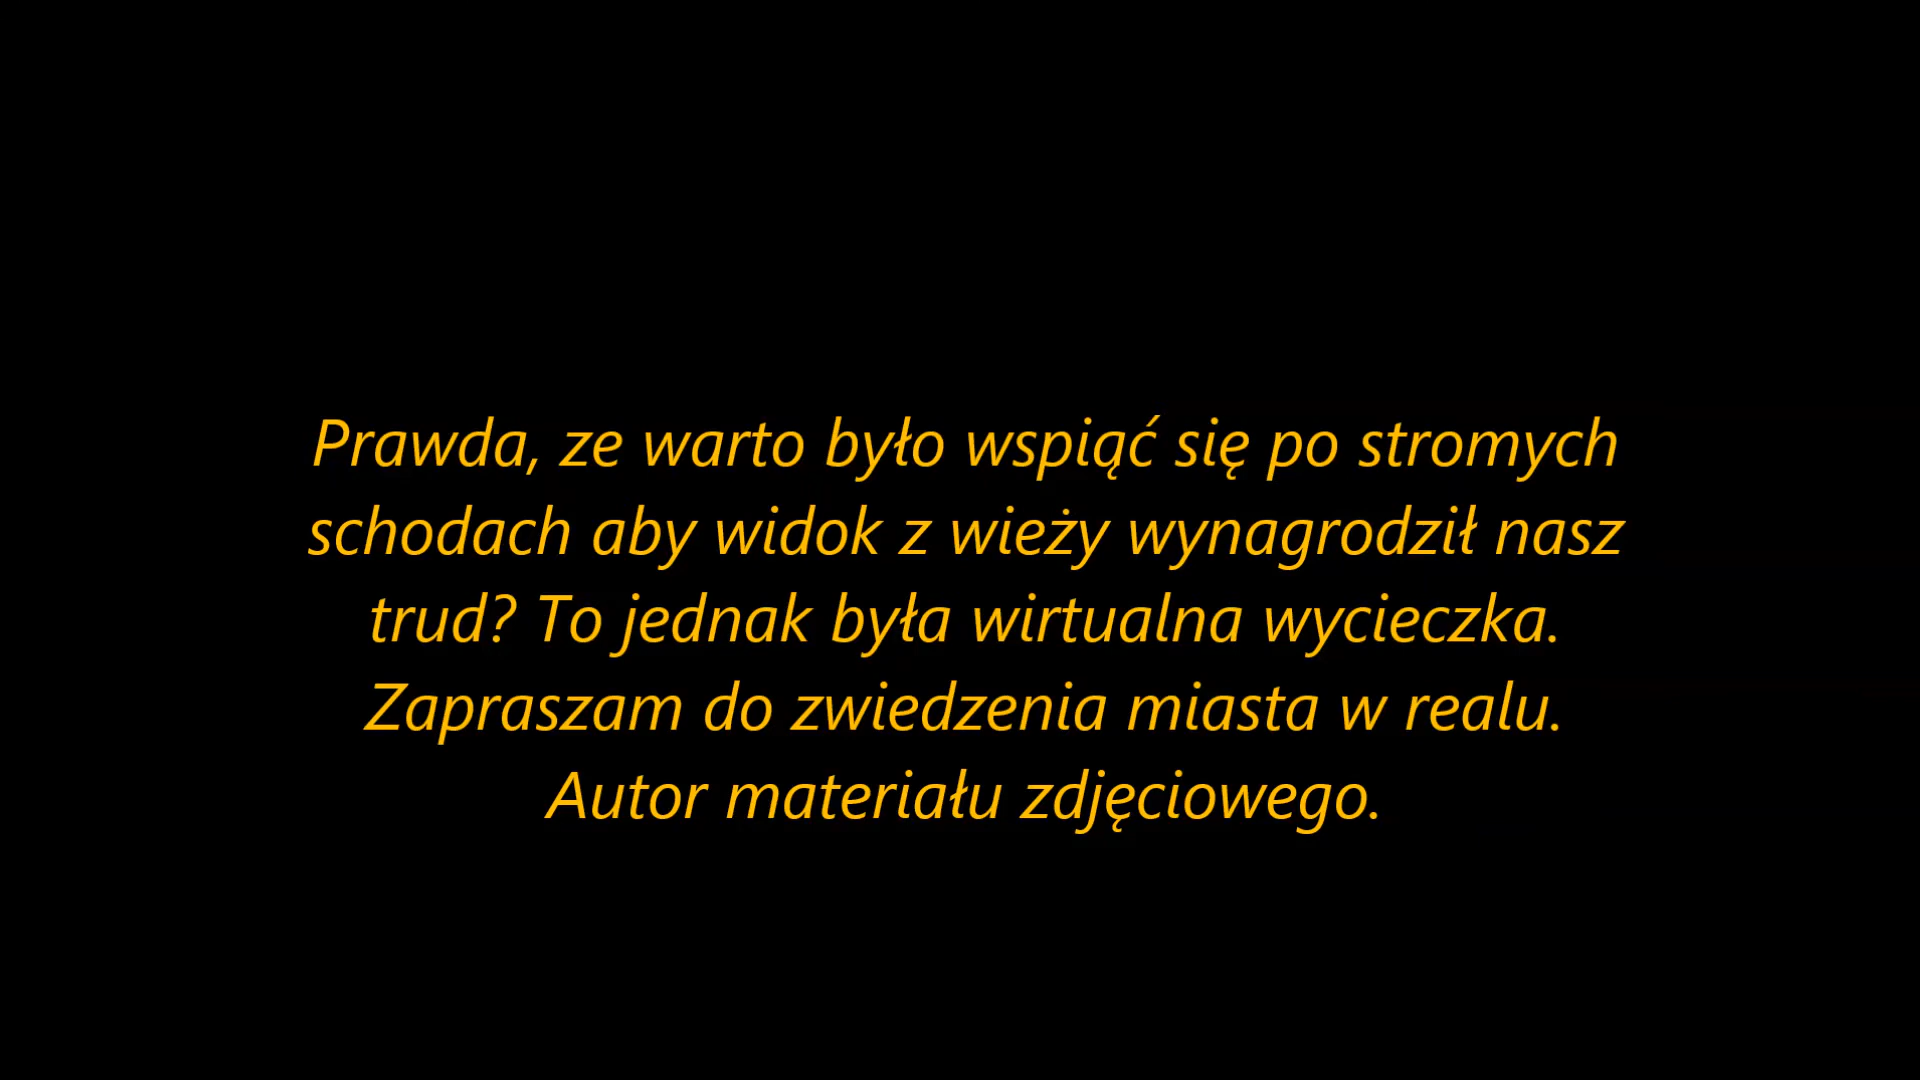 Prawda, ze warto było wspiąć się po stromych
schodach aby widok z wieży wynagrodził nasz
trud? To jednak była wirtualna wycieczka.
Zapraszam do zwiedzenia miasta w realu.
Autor materiału zdjęciowego.